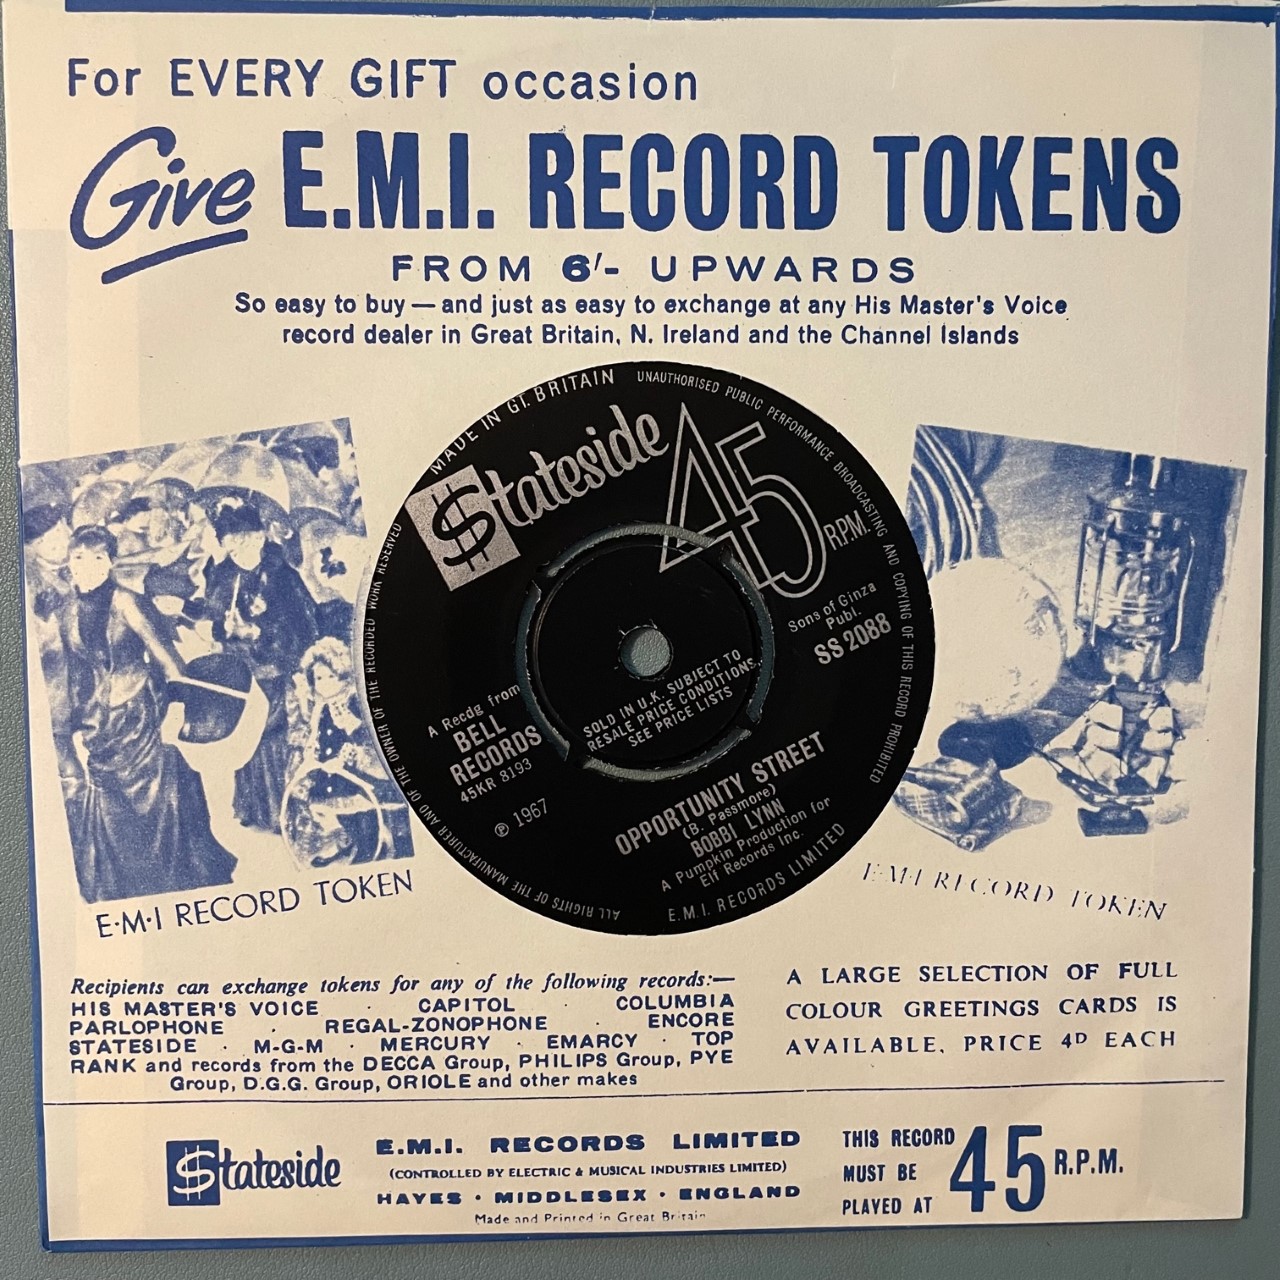 For EVERY GIFT occasion
Give E.M.I. RECORD TOKENS
FROM 6/- UPWARDS
So easy to buy — and just as easy to exchange at any His Master's Voice
record dealer in Great Britain, N. Ireland and the Channel Islands
MADE IN GT. BRITAIN
UNAUTHORISED PUBLIC PERFORMANCE BROADCASTING AND COPYING OF THIS RECORD PROHIBITED
Stateside
45 R.P.M.
Sons of Ginza
Publ.
SS 2088
A Recdg from
BELL
RECORDS
45KR 8193
℗ 1967
SOLD IN U.K. SUBJECT TO
RESALE PRICE CONDITIONS,
SEE PRICE LISTS
OPPORTUNITY STREET
(B. Passmore)
BOBBI LYNN
A Pumpkin Production for
Elf Records Inc.
E.M.I. RECORDS LIMITED
ALL RIGHTS OF THE MANUFACTURER AND OF THE OWNER OF THE RECORDED WORK RESERVED
E·M·I RECORD TOKEN
E·M·I RECORD TOKEN
Recipients can exchange tokens for any of the following records:—
HIS MASTER'S VOICE · CAPITOL · COLUMBIA
PARLOPHONE · REGAL-ZONOPHONE · ENCORE
STATESIDE · M-G-M · MERCURY · EMARCY · TOP
RANK and records from the DECCA Group, PHILIPS Group, PYE
Group, D.G.G. Group, ORIOLE and other makes
A LARGE SELECTION OF FULL
COLOUR GREETINGS CARDS IS
AVAILABLE, PRICE 4D EACH
Stateside
E.M.I. RECORDS LIMITED
(CONTROLLED BY ELECTRIC & MUSICAL INDUSTRIES LIMITED)
HAYES · MIDDLESEX · ENGLAND
Made and Printed in Great Britain
THIS RECORD
MUST BE
PLAYED AT
45 R.P.M.